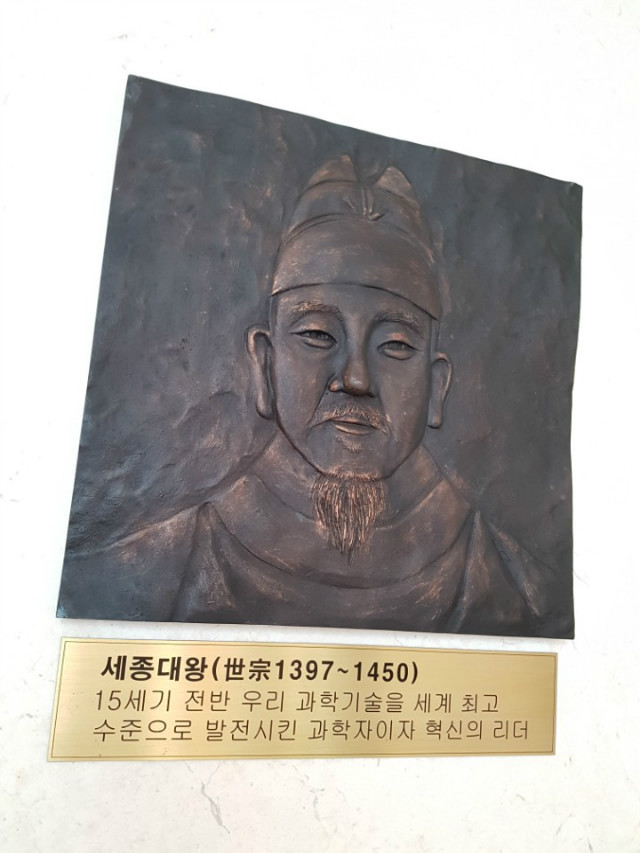 세종대왕(世宗1397~1450)
15세기 전반 우리 과학기술을 세계 최고
수준으로 발전시킨 과학자이자 혁신의 리더